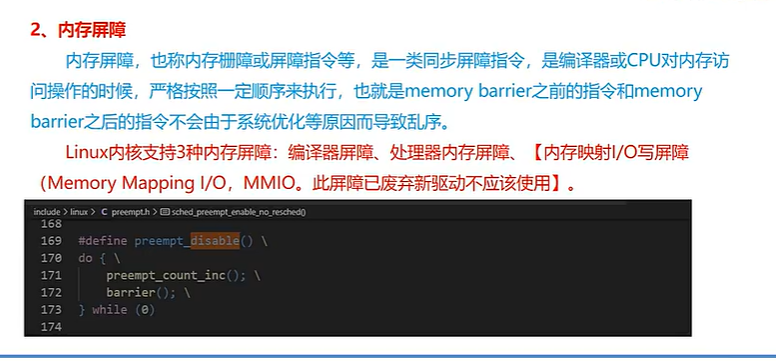 2、内存屏障
内存屏障，也称内存栅障或屏障指令等，是一类同步屏障指令，是编译器或CPU对内存访
问操作的时候，严格按照一定顺序来执行，也就是memory barrier之前的指令和memory
barrier之后的指令不会由于系统优化等原因而导致乱序。
Linux内核支持3种内存屏障：编译器屏障、处理器内存屏障、【内存映射I/O写屏障
（Memory Mapping I/O，MMIO。此屏障已废弃新驱动不应该使用】。
include > linux > C preempt.h > sched_preempt_enable_no_resched()
168
169 #define preempt_disable() \
170 do { \
171 preempt_count_inc(); \
172 barrier(); \
173 } while (0)
174